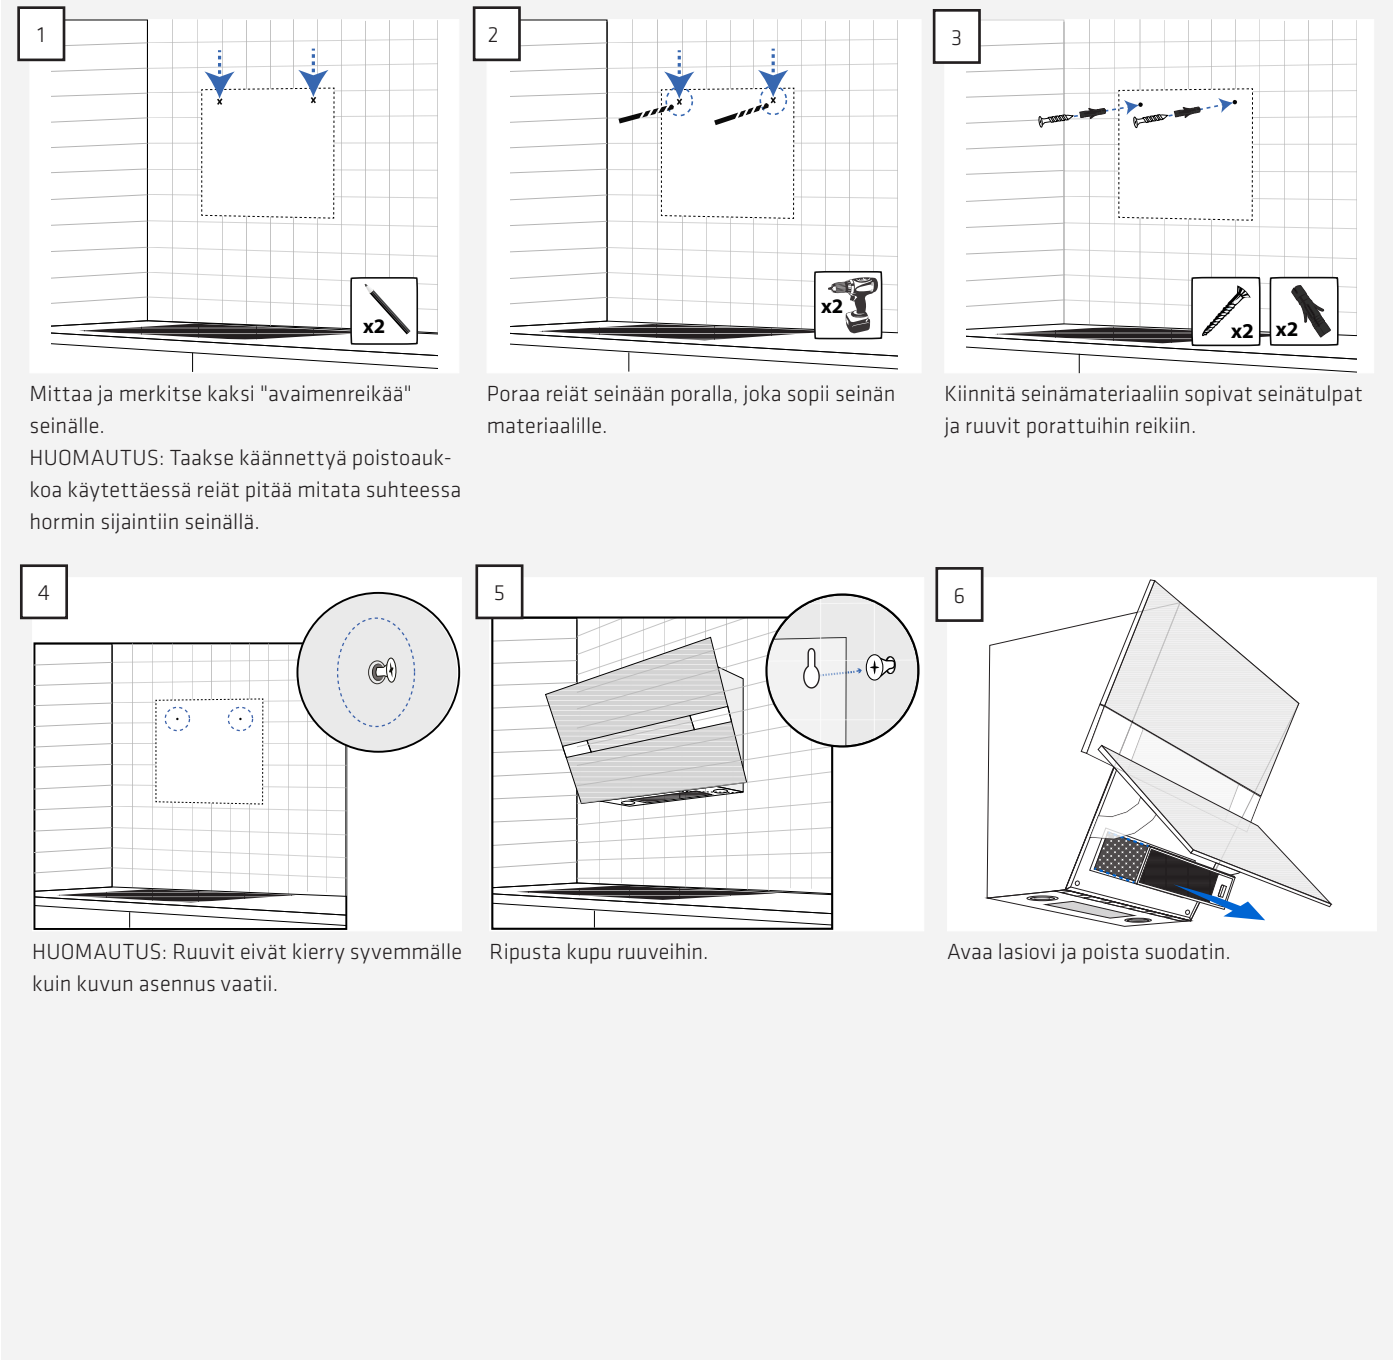 1
2
3
x2
x2
x2
x2
Mittaa ja merkitse kaksi "avaimenreikää"
seinälle.
HUOMAUTUS: Taakse käännettyä poistoauk-
koa käytettäessä reiät pitää mitata suhteessa
hormin sijaintiin seinällä.
Poraa reiät seinään poralla, joka sopii seinän
materiaalille.
Kiinnitä seinämateriaaliin sopivat seinätulpat
ja ruuvit porattuihin reikiin.
4
5
6
HUOMAUTUS: Ruuvit eivät kierry syvemmälle
kuin kuvun asennus vaatii.
Ripusta kupu ruuveihin.
Avaa lasiovi ja poista suodatin.